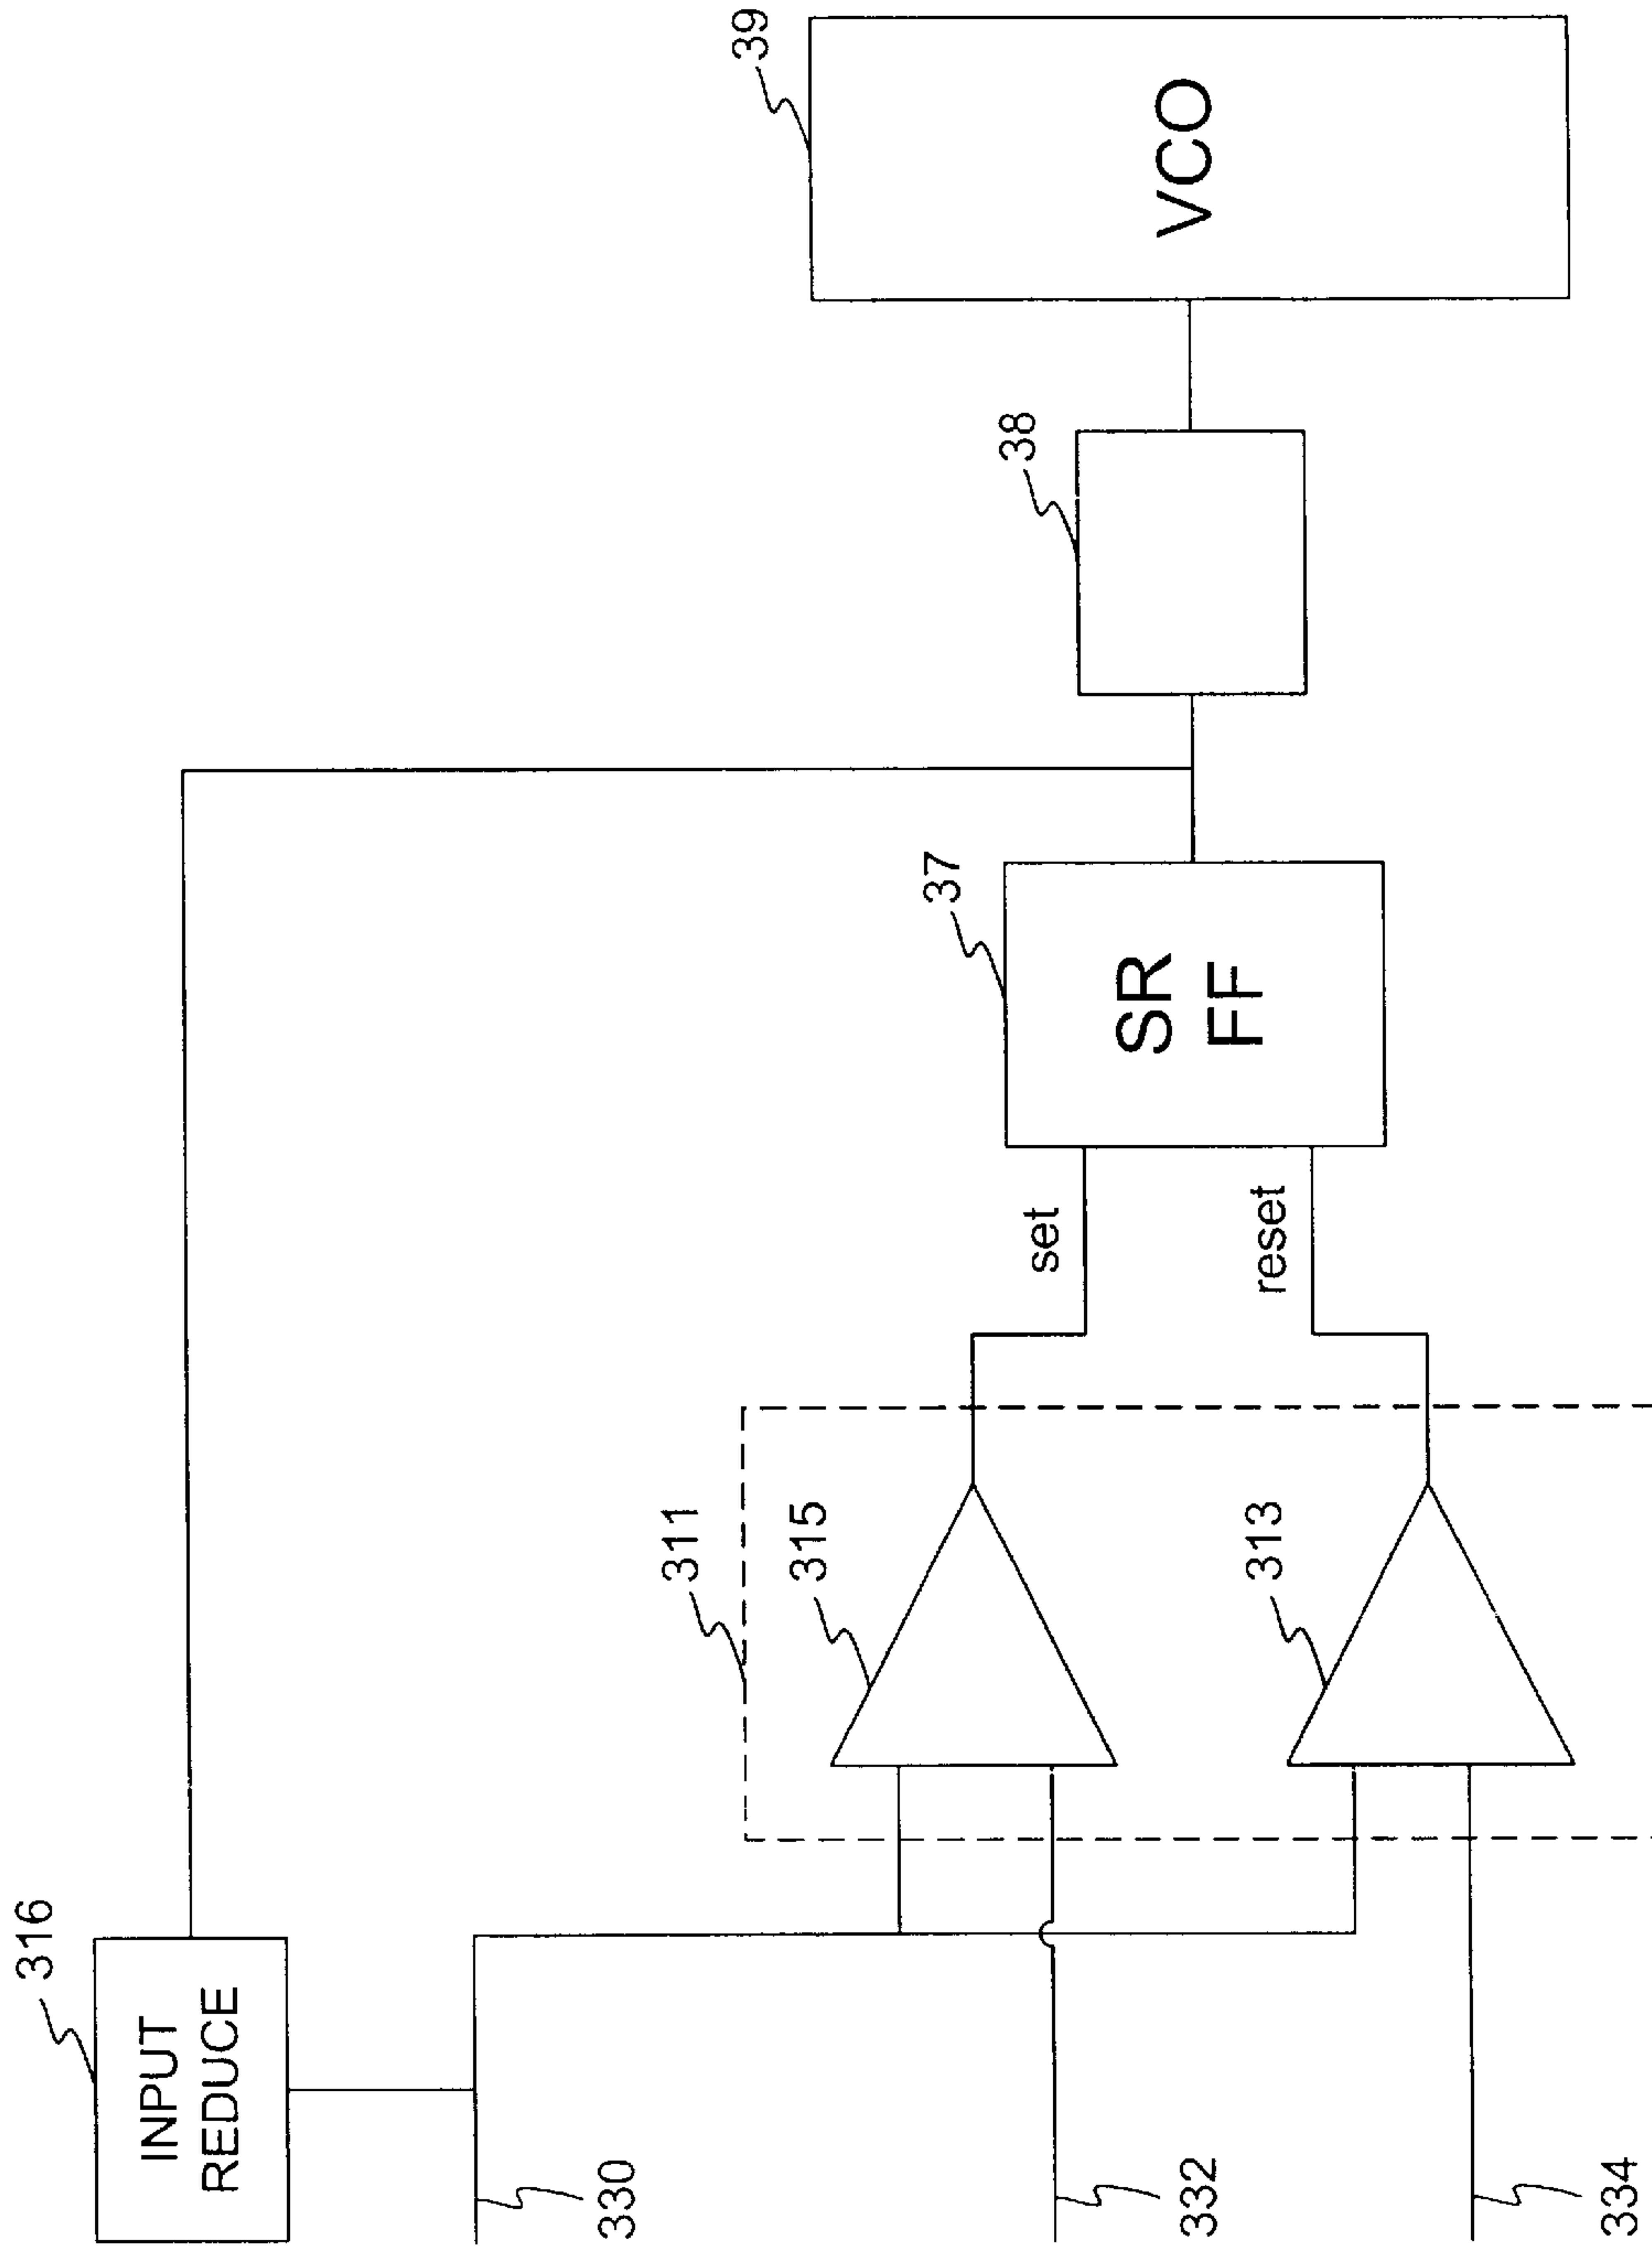 316
INPUT
REDUCE
330
332
334
311
315
313
set
reset
37
SR
FF
38
39
VCO